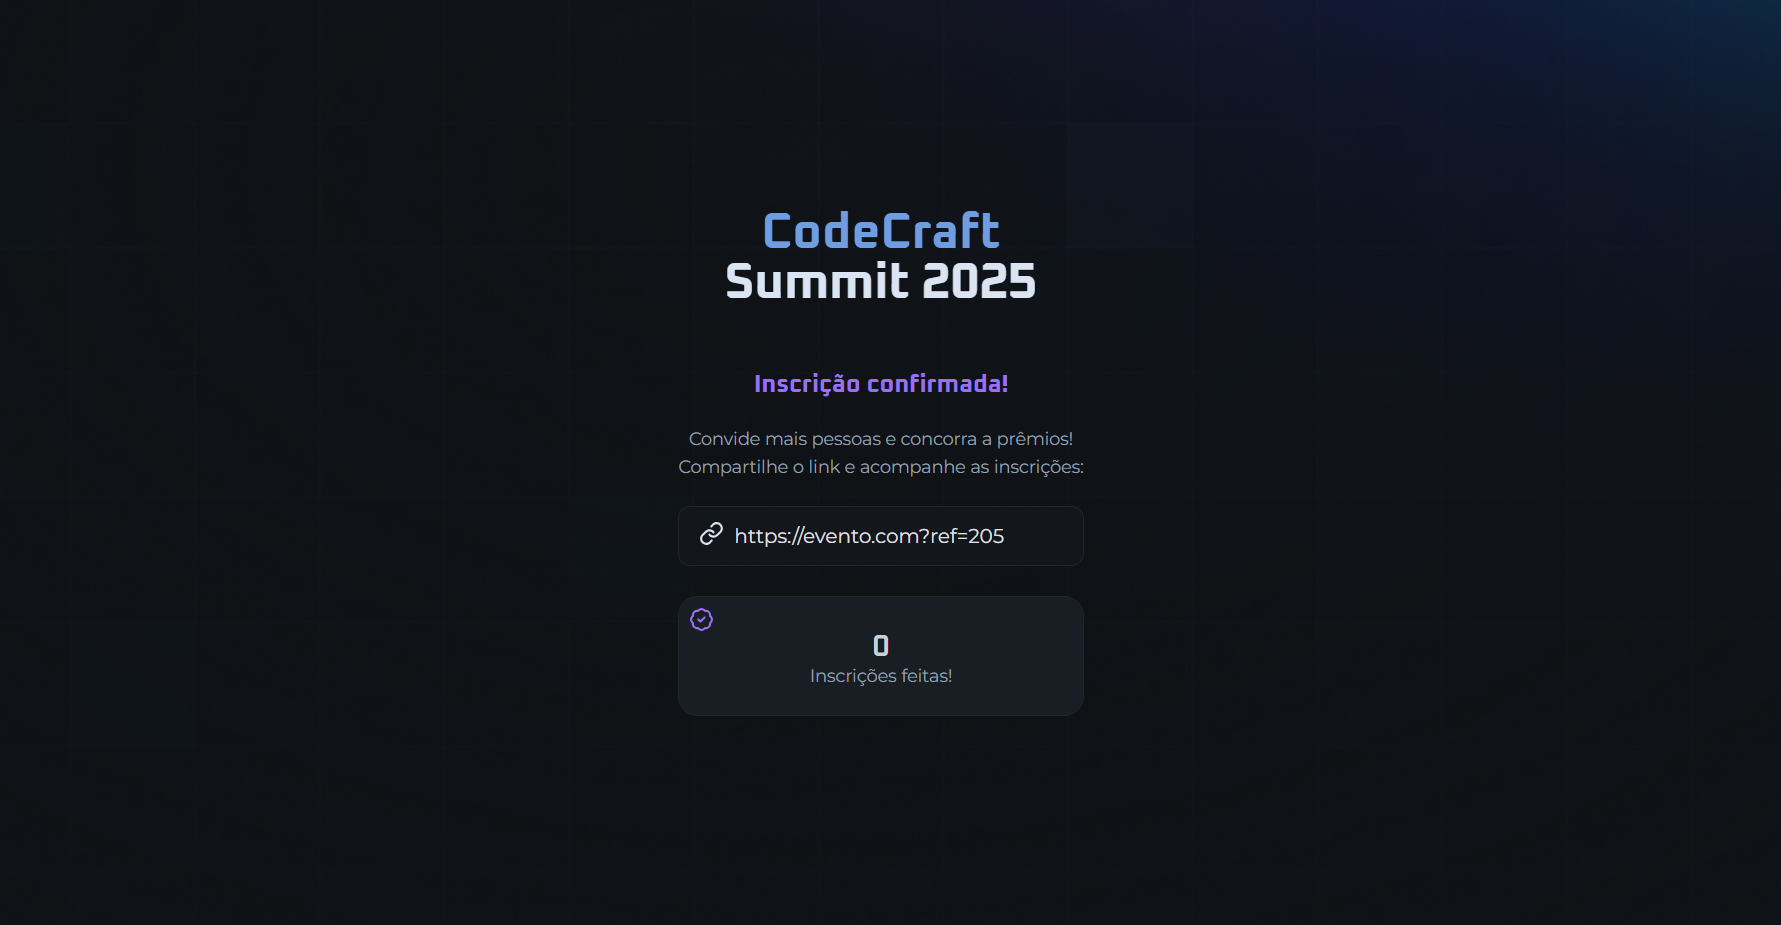 CodeCraft
Summit 2025
Inscrição confirmada!
Convide mais pessoas e concorra a prêmios!
Compartilhe o link e acompanhe as inscrições:
https://evento.com?ref=205
0
Inscrições feitas!